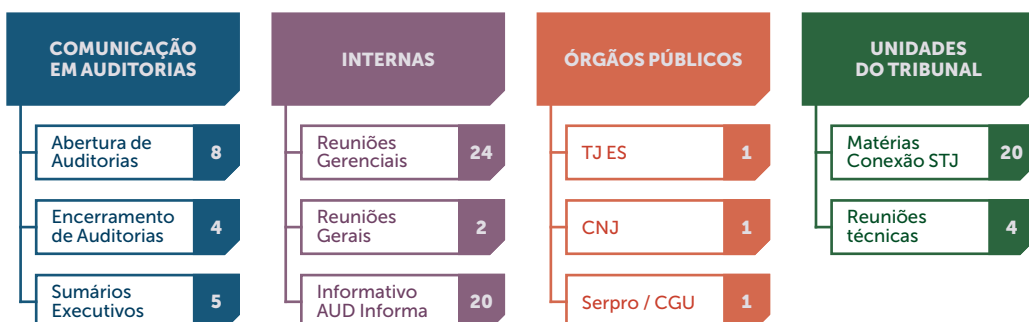 COMUNICAÇÃO
EM AUDITORIAS
Abertura de
Auditorias
8
Encerramento
de Auditorias
4
Sumários
Executivos
5
INTERNAS
Reuniões
Gerenciais
24
Reuniões
Gerais
2
Informativo
AUD Informa
20
ÓRGÃOS PÚBLICOS
TJ ES
1
CNJ
1
Serpro / CGU
1
UNIDADES
DO TRIBUNAL
Matérias
Conexão STJ
20
Reuniões
técnicas
4